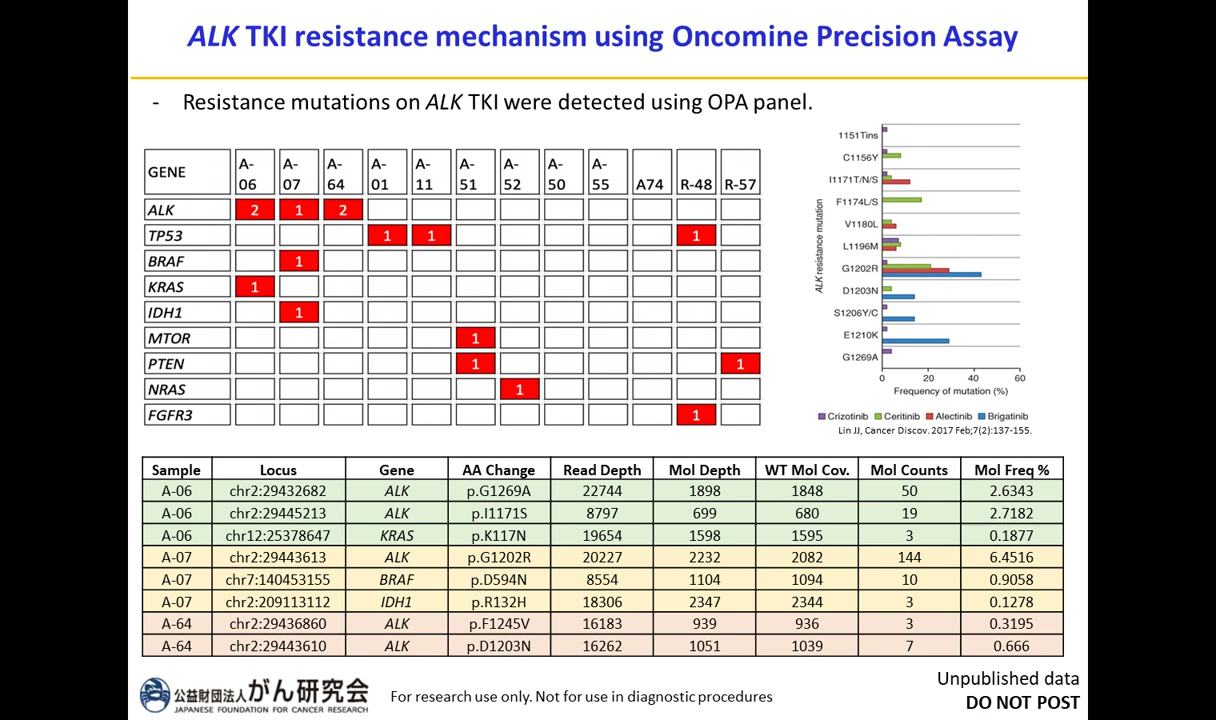 ALK TKI resistance mechanism using Oncomine Precision Assay
- Resistance mutations on ALK TKI were detected using OPA panel.
GENE A-06 A-07 A-64 A-01 A-11 A-51 A-52 A-50 A-55 A74 R-48 R-57
ALK 2 1 2
TP53 1 1 1
BRAF 1
KRAS 1
IDH1 1
MTOR 1
PTEN 1 1
NRAS 1
FGFR3 1
ALK resistance mutation
1151Tins
C1156Y
I1171T/N/S
F1174L/S
V1180L
L1196M
G1202R
D1203N
S1206Y/C
E1210K
G1269A
0 20 40 60
Frequency of mutation (%)
Crizotinib Ceritinib Alectinib Brigatinib
Lin JJ, Cancer Discov. 2017 Feb;7(2):137-155.
Sample Locus Gene AA Change Read Depth Mol Depth WT Mol Cov. Mol Counts Mol Freq %
A-06 chr2:29432682 ALK p.G1269A 22744 1898 1848 50 2.6343
A-06 chr2:29445213 ALK p.I1171S 8797 699 680 19 2.7182
A-06 chr12:25378647 KRAS p.K117N 19654 1598 1595 3 0.1877
A-07 chr2:29443613 ALK p.G1202R 20227 2232 2082 144 6.4516
A-07 chr7:140453155 BRAF p.D594N 8554 1104 1094 10 0.9058
A-07 chr2:209113112 IDH1 p.R132H 18306 2347 2344 3 0.1278
A-64 chr2:29436860 ALK p.F1245V 16183 939 936 3 0.3195
A-64 chr2:29443610 ALK p.D1203N 16262 1051 1039 7 0.666
公益財団法人がん研究会
JAPANESE FOUNDATION FOR CANCER RESEARCH
For research use only. Not for use in diagnostic procedures
Unpublished data
DO NOT POST